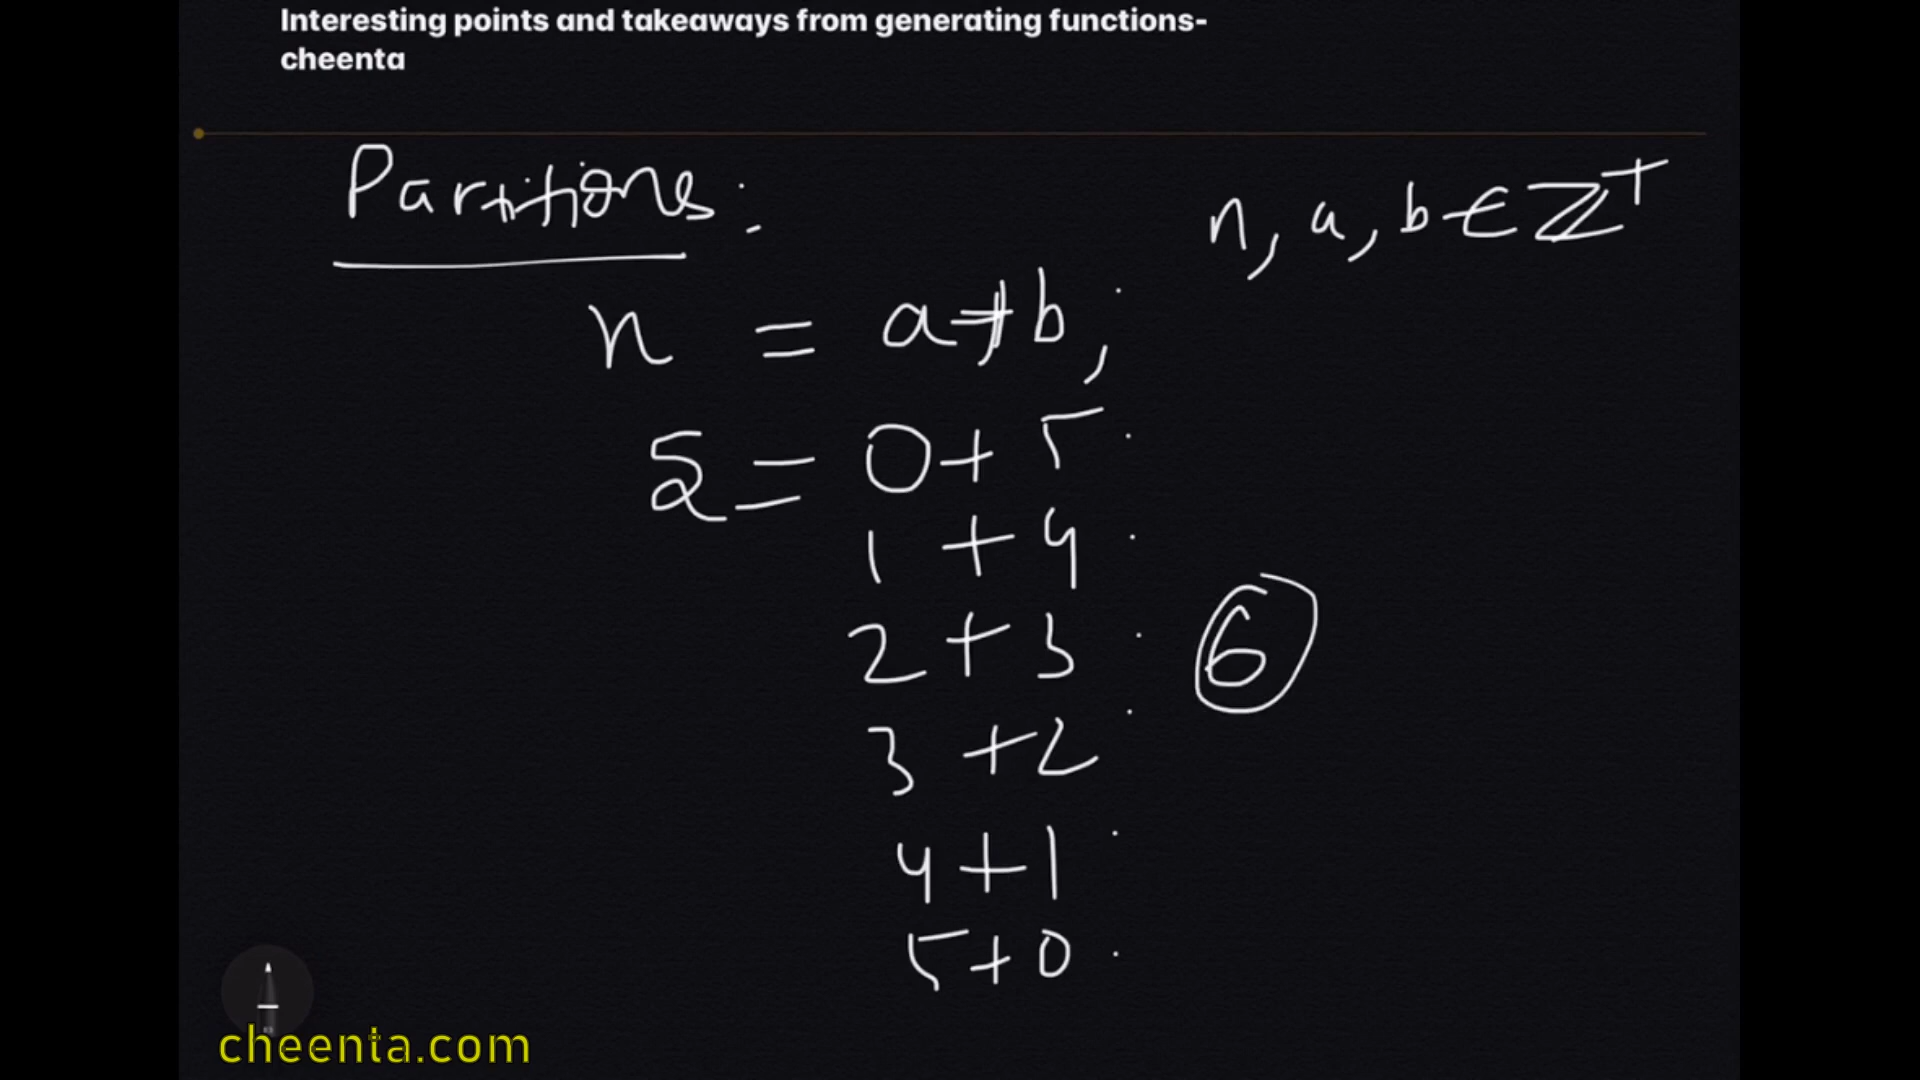 Interesting points and takeaways from generating functions-
cheenta
Partitions:
n, a, b ∈ Z⁺
n = a+b,
5 = 0+5
1+4
2+3
6
3+2
4+1
5+0
cheenta.com